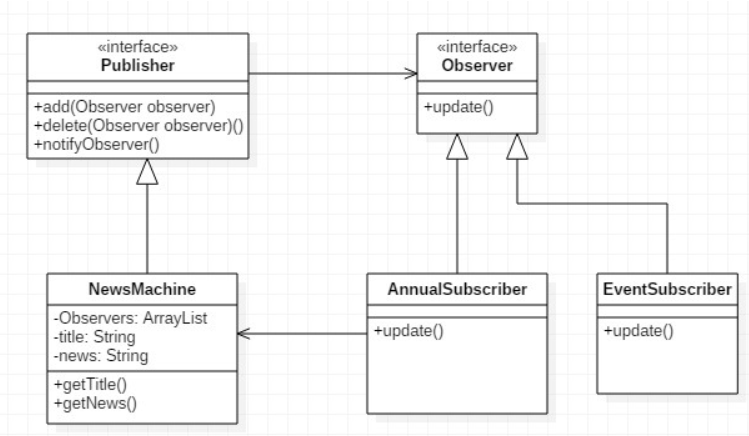 «interface»
Publisher
+add(Observer observer)
+delete(Observer observer)()
+notifyObserver()
«interface»
Observer
+update()
NewsMachine
-Observers: ArrayList
-title: String
-news: String
+getTitle()
+getNews()
AnnualSubscriber
+update()
EventSubscriber
+update()